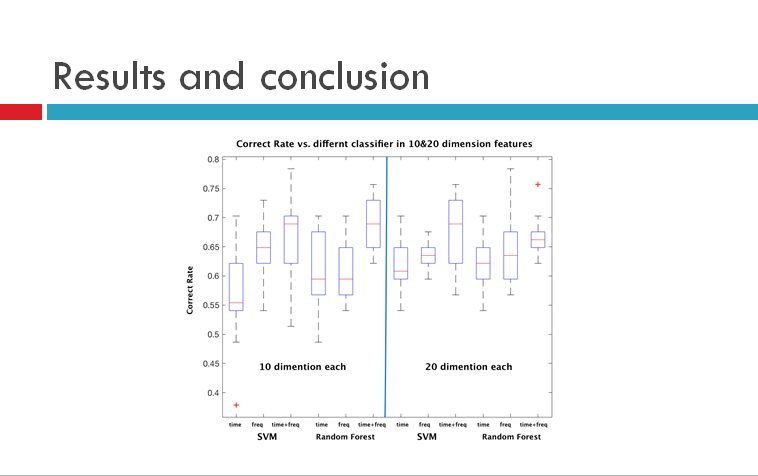 Results and conclusion
Correct Rate vs. differnt classifier in 10&20 dimension features
0.8
0.75
0.7
0.65
0.6
0.55
0.5
0.45
0.4
Correct Rate
10 dimention each
20 dimention each
time freq time+freq time freq time+freq time freq time+freq time freq time+freq
SVM Random Forest SVM Random Forest